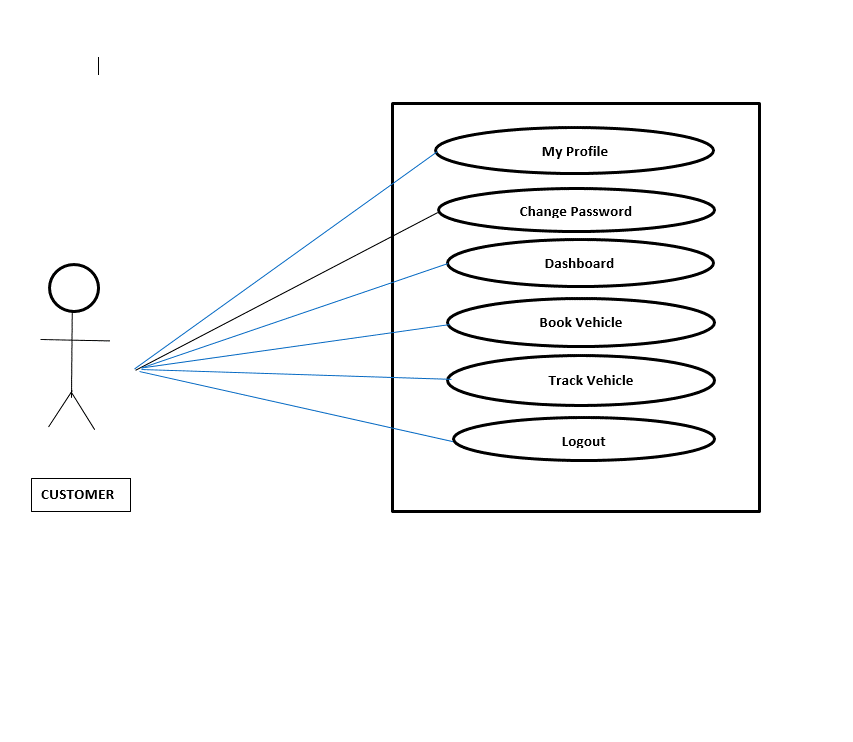 My Profile
Change Password
Dashboard
Book Vehicle
Track Vehicle
Logout
CUSTOMER